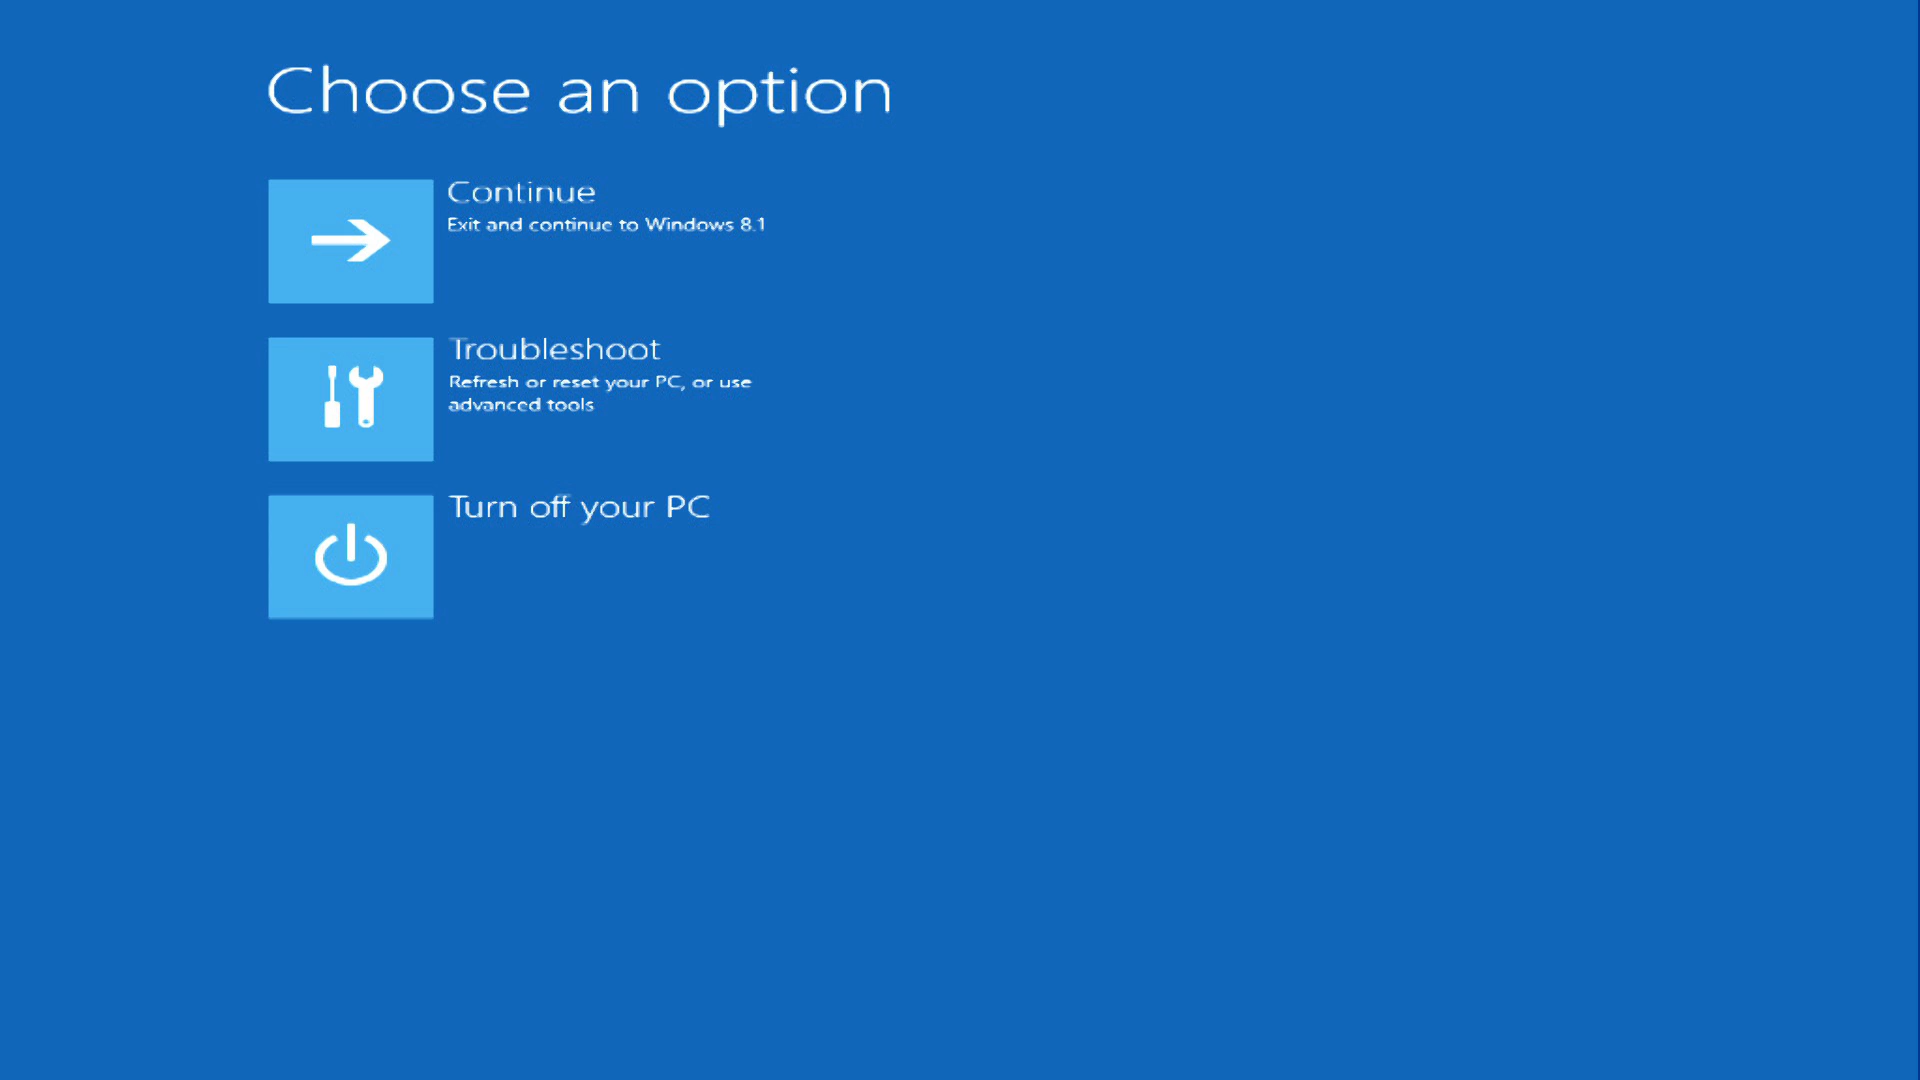 Choose an option
Continue
Exit and continue to Windows 8.1
Troubleshoot
Refresh or reset your PC, or use
advanced tools
Turn off your PC